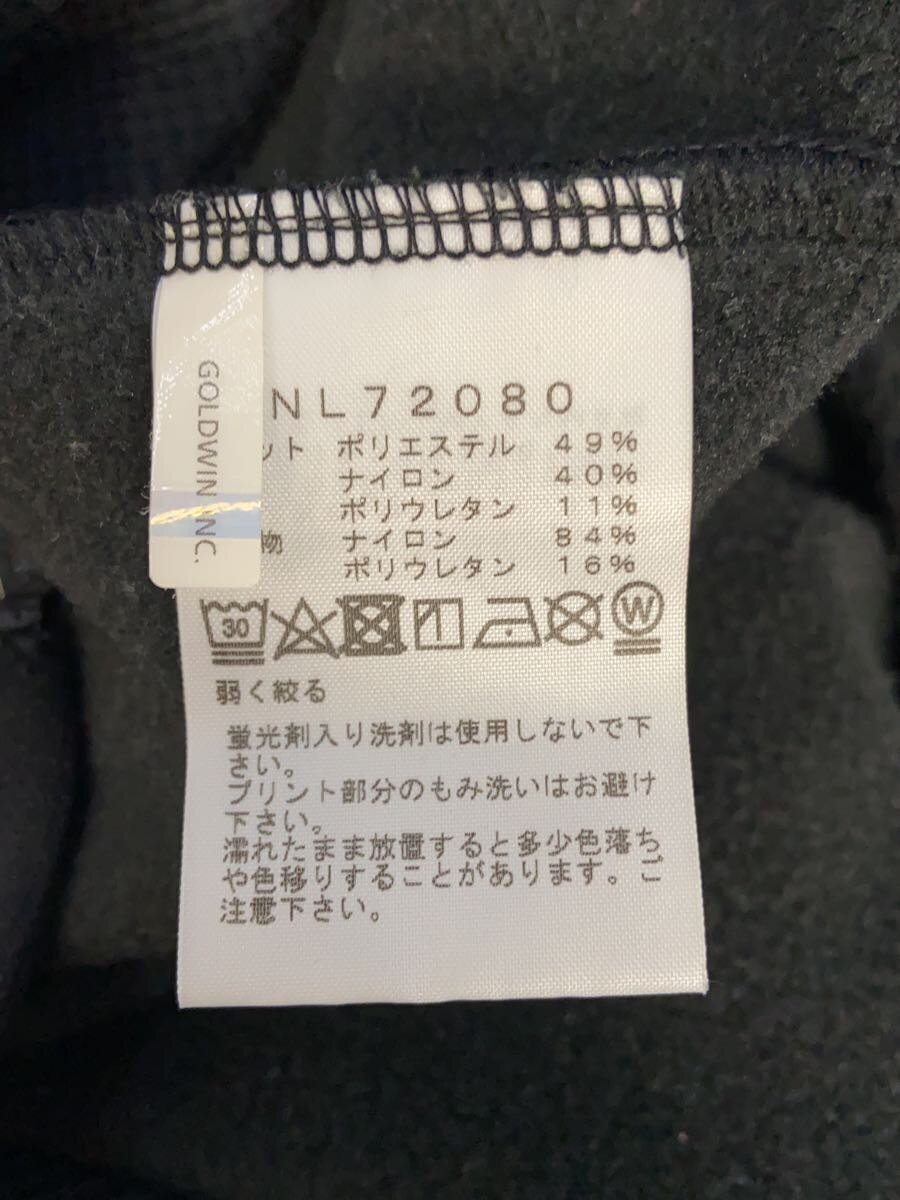 GOLDWIN INC.
NL72080
ット ポリエステル 49%
ナイロン 40%
ポリウレタン 11%
物 ナイロン 84%
ポリウレタン 16%
30
W
弱く絞る
蛍光剤入り洗剤は使用しないで下
さい。
プリント部分のもみ洗いはお避け
下さい。
濡れたまま放置すると多少色落ち
や色移りすることがあります。ご
注意下さい。